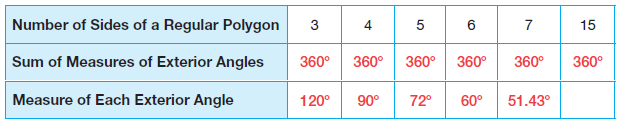 Number of Sides of a Regular Polygon 3 4 5 6 7 15
Sum of Measures of Exterior Angles 360° 360° 360° 360° 360° 360°
Measure of Each Exterior Angle 120° 90° 72° 60° 51.43°